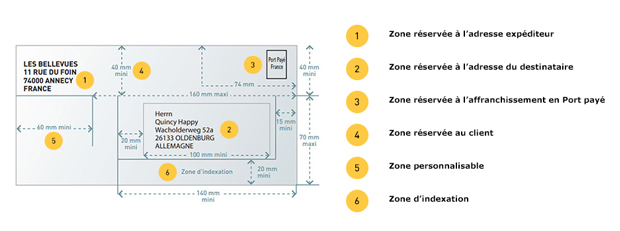 LES BELLEVUES
11 RUE DU FOIN
74000 ANNECY
FRANCE
1
40 mm
mini
4
3
Port Payé
France
40 mm
mini
74 mm
160 mm maxi
60 mm mini
5
20 mm
mini
Herrn
Quincy Happy
Wacholderweg 52a
26133 OLDENBURG
ALLEMAGNE
2
100 mm mini
15 mm
mini
70 mm
maxi
6
Zone d'indexation
20 mm
mini
140 mm
mini
1 Zone réservée à l'adresse expéditeur
2 Zone réservée à l'adresse du destinataire
3 Zone réservée à l'affranchissement en Port payé
4 Zone réservée au client
5 Zone personnalisable
6 Zone d'indexation